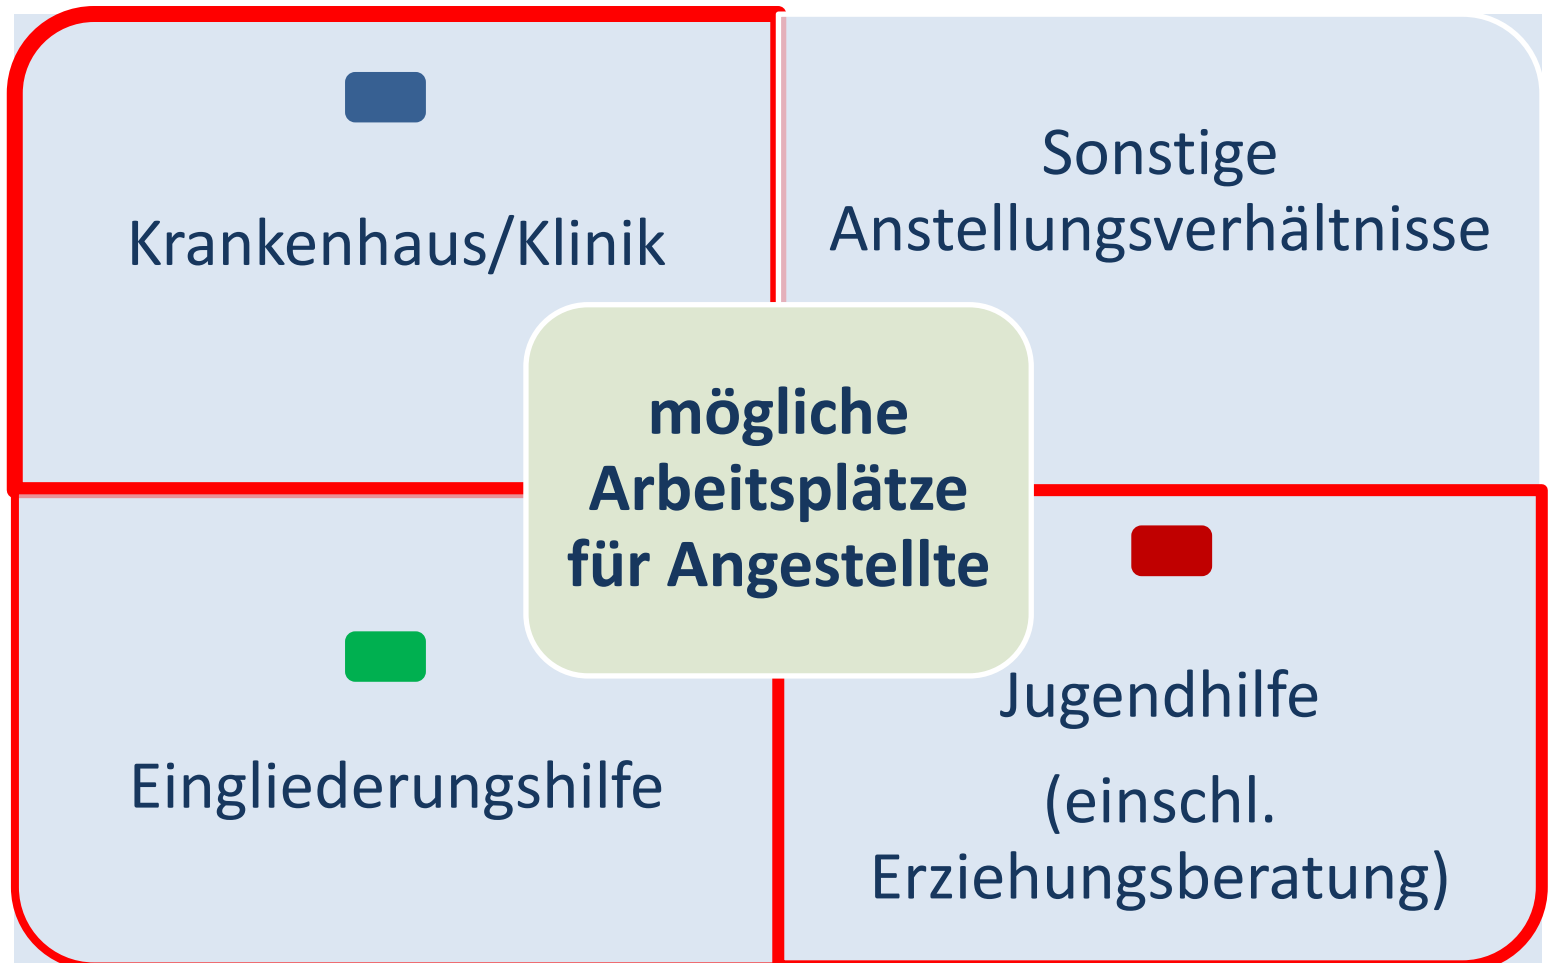 Krankenhaus/Klinik
Sonstige
Anstellungsverhältnisse
mögliche
Arbeitsplätze
für Angestellte
Eingliederungshilfe
Jugendhilfe
(einschl.
Erziehungsberatung)